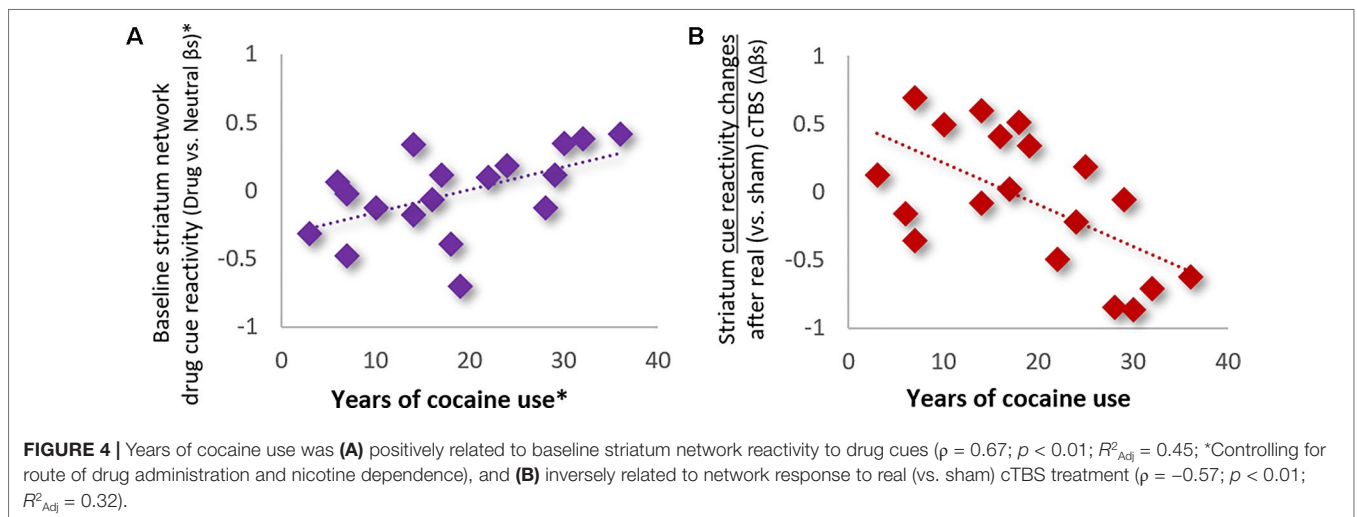 A
Baseline striatum network
drug cue reactivity (Drug vs. Neutral βs)*
1
0.5
0
-0.5
-1
0 10 20 30 40
Years of cocaine use*
B
Striatum cue reactivity changes
after real (vs. sham) cTBS (Δβs)
1
0.5
0
-0.5
-1
0 10 20 30 40
Years of cocaine use
FIGURE 4 | Years of cocaine use was (A) positively related to baseline striatum network reactivity to drug cues (ρ = 0.67; p < 0.01; R²Adj = 0.45; *Controlling for
route of drug administration and nicotine dependence), and (B) inversely related to network response to real (vs. sham) cTBS treatment (ρ = −0.57; p < 0.01;
R²Adj = 0.32).